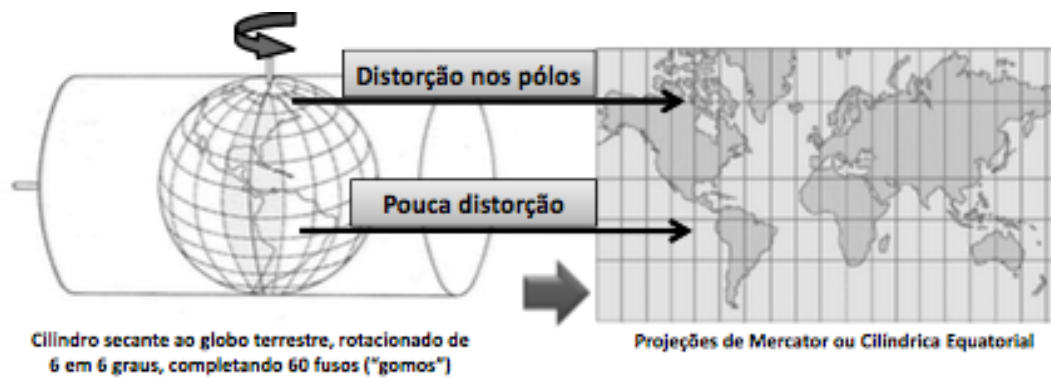 Distorção nos pólos
Pouca distorção
Cilindro secante ao globo terrestre, rotacionado de
6 em 6 graus, completando 60 fusos ("gomos")
Projeções de Mercator ou Cilíndrica Equatorial